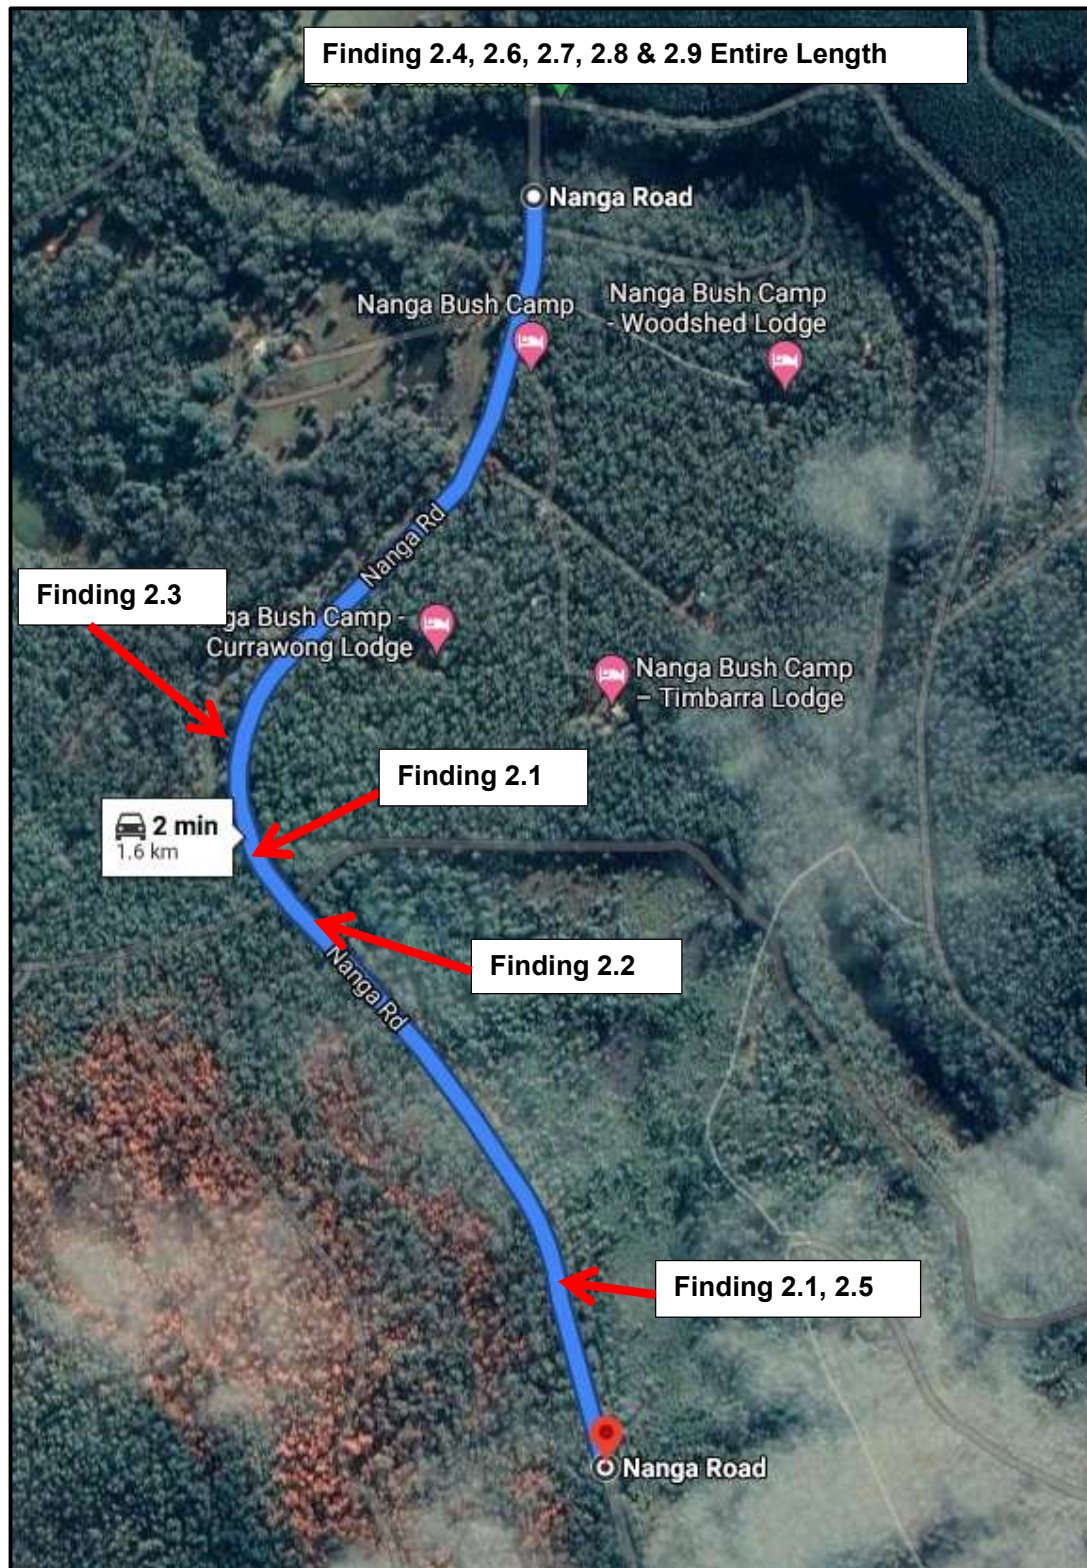 Finding 2.4, 2.6, 2.7, 2.8 & 2.9 Entire Length
Nanga Road
Nanga Bush Camp
Nanga Bush Camp
- Woodshed Lodge
Nanga Rd
Finding 2.3
ga Bush Camp -
Currawong Lodge
Nanga Bush Camp
– Timbarra Lodge
Finding 2.1
2 min
1.6 km
Finding 2.2
Nanga Rd
Finding 2.1, 2.5
Nanga Road